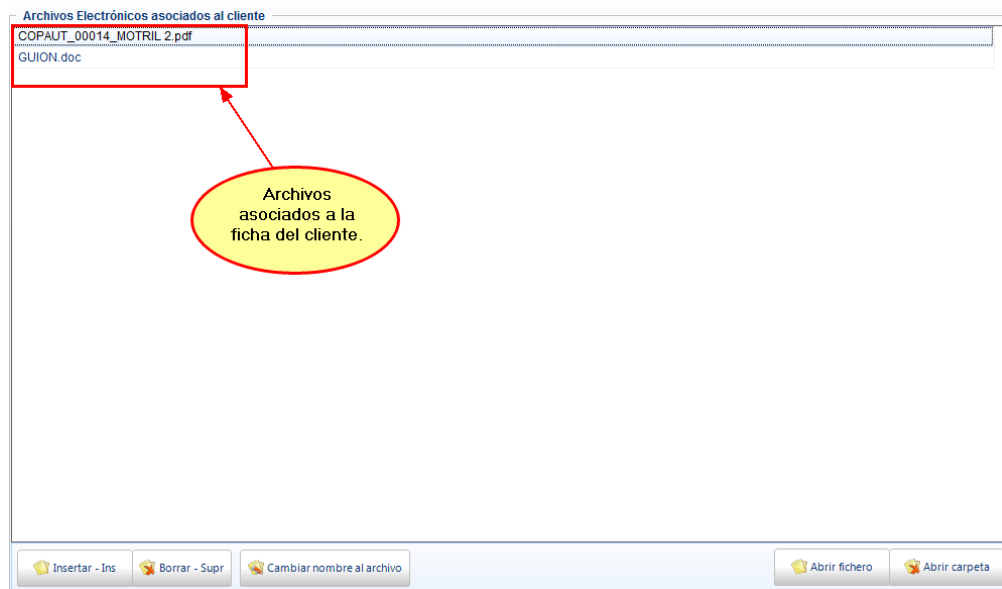 Archivos Electrónicos asociados al cliente
COPAUT_00014_MOTRIL 2.pdf
GUION.doc
Archivos
asociados a la
ficha del cliente.
Insertar - Ins
Borrar - Supr
Cambiar nombre al archivo
Abrir fichero
Abrir carpeta